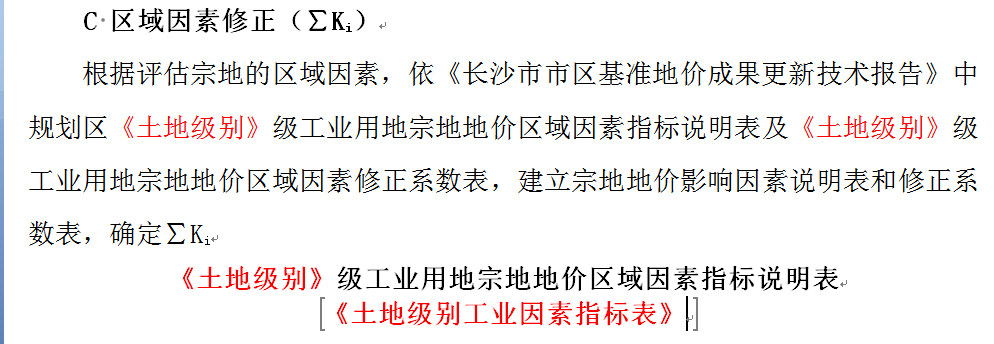 C·区域因素修正（∑Ki）
根据评估宗地的区域因素，依《长沙市市区基准地价成果更新技术报告》中
规划区《土地级别》级工业用地宗地地价区域因素指标说明表及《土地级别》级
工业用地宗地地价区域因素修正系数表，建立宗地地价影响因素说明表和修正系
数表，确定∑Ki
《土地级别》级工业用地宗地地价区域因素指标说明表
[《土地级别工业因素指标表》]